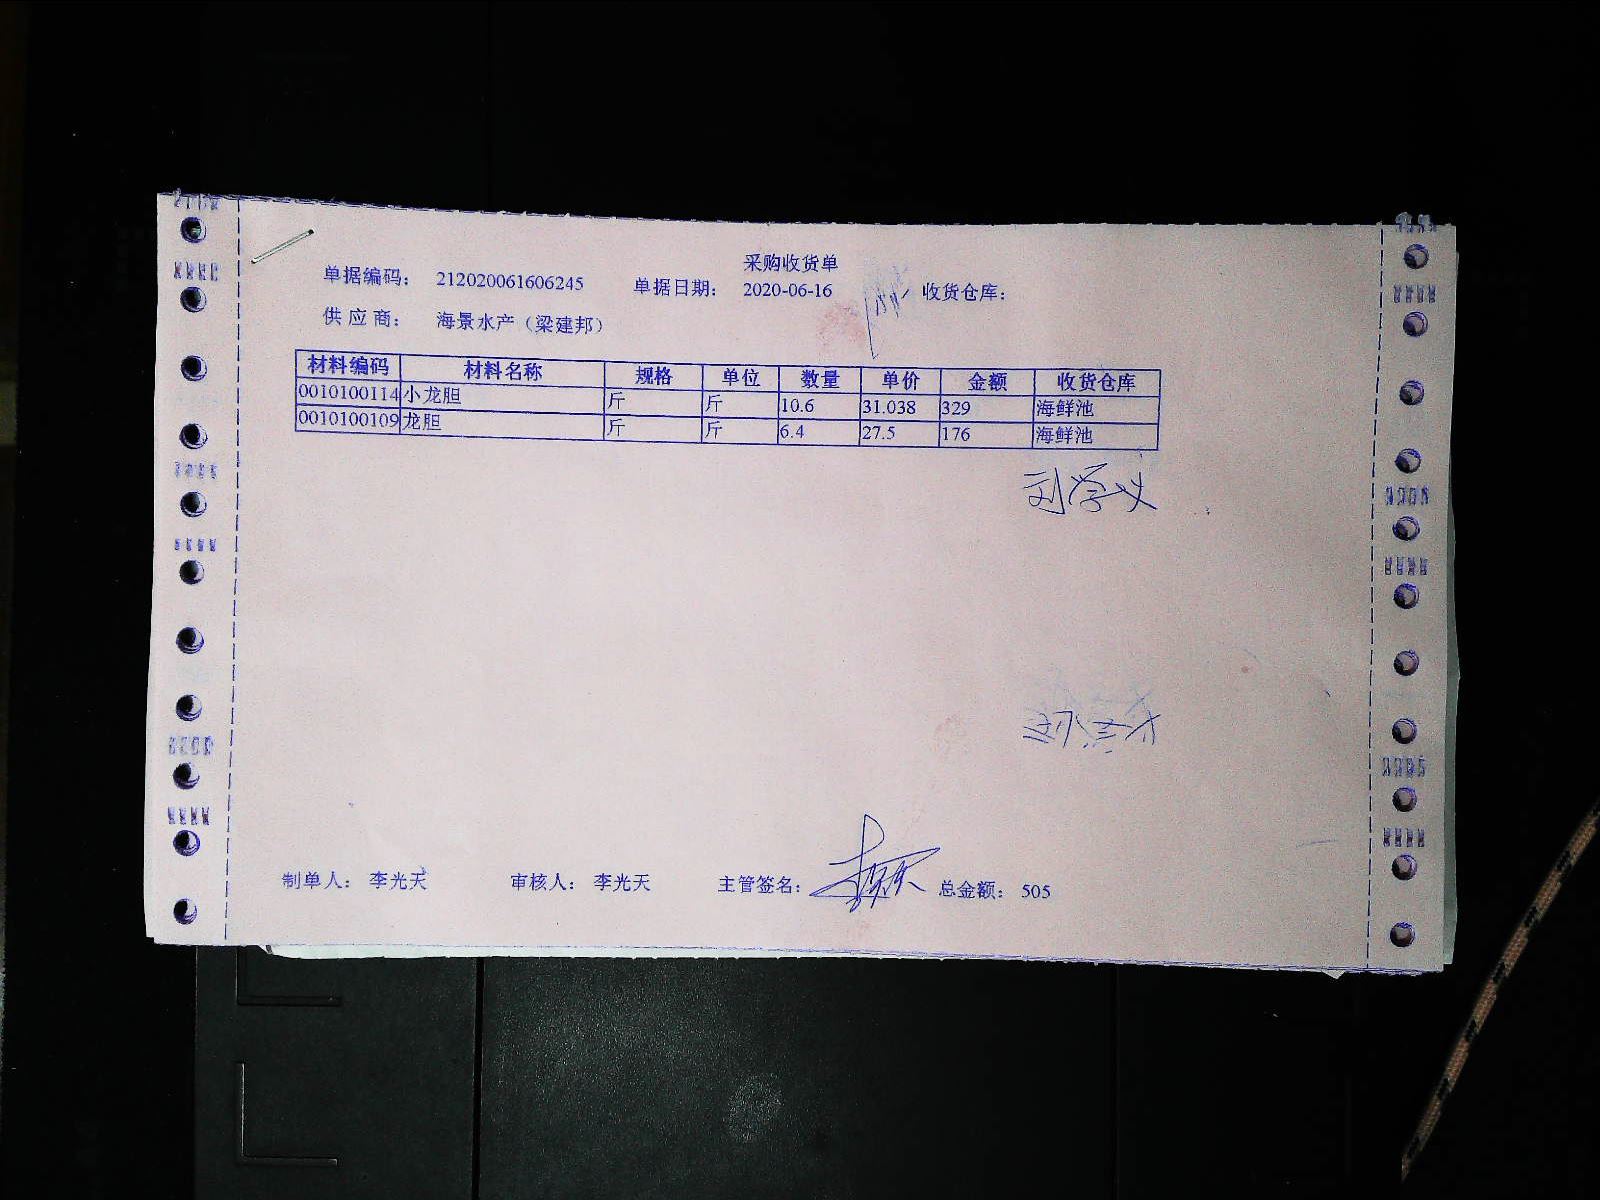 采购收货单
单据编码： 212020061606245 单据日期： 2020-06-16 收货仓库：
供 应 商： 海景水产（梁建邦）
材料编码 材料名称 规格 单位 数量 单价 金额 收货仓库
0010100114 小龙胆 斤 斤 10.6 31.038 329 海鲜池
0010100109 龙胆 斤 斤 6.4 27.5 176 海鲜池
刘学义
制单人： 李光天 审核人： 李光天 主管签名： 总金额： 505